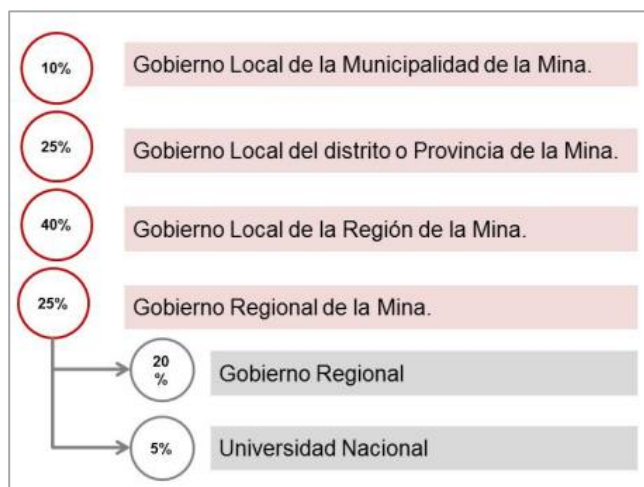 10% Gobierno Local de la Municipalidad de la Mina.
25% Gobierno Local del distrito o Provincia de la Mina.
40% Gobierno Local de la Región de la Mina.
25% Gobierno Regional de la Mina.
20
% Gobierno Regional
5% Universidad Nacional